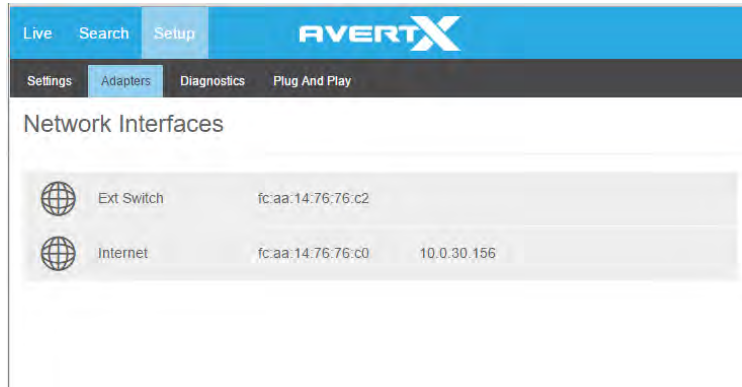 Live Search Setup AVERTX
Settings Adapters Diagnostics Plug And Play
Network Interfaces
Ext Switch fc:aa:14:76:76:c2
Internet fc:aa:14:76:76:c0 10.0.30.156